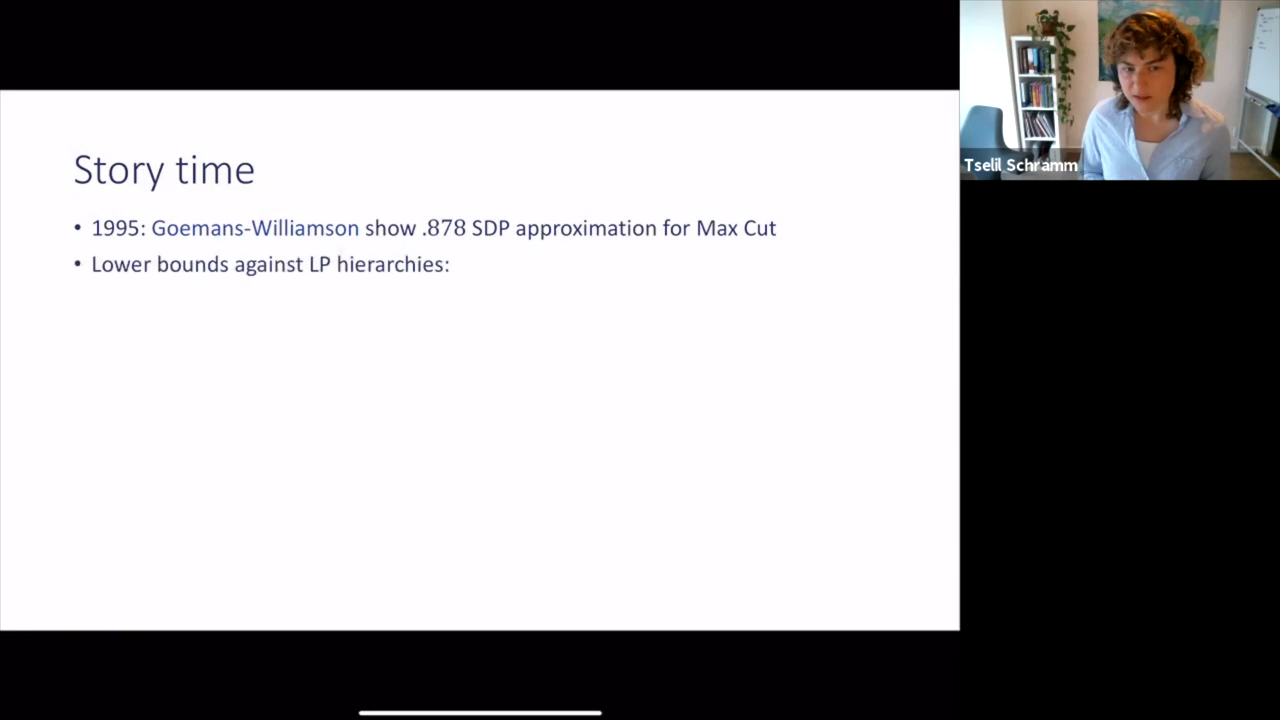 Story time
• 1995: Goemans-Williamson show .878 SDP approximation for Max Cut
• Lower bounds against LP hierarchies:
Tselil Schramm